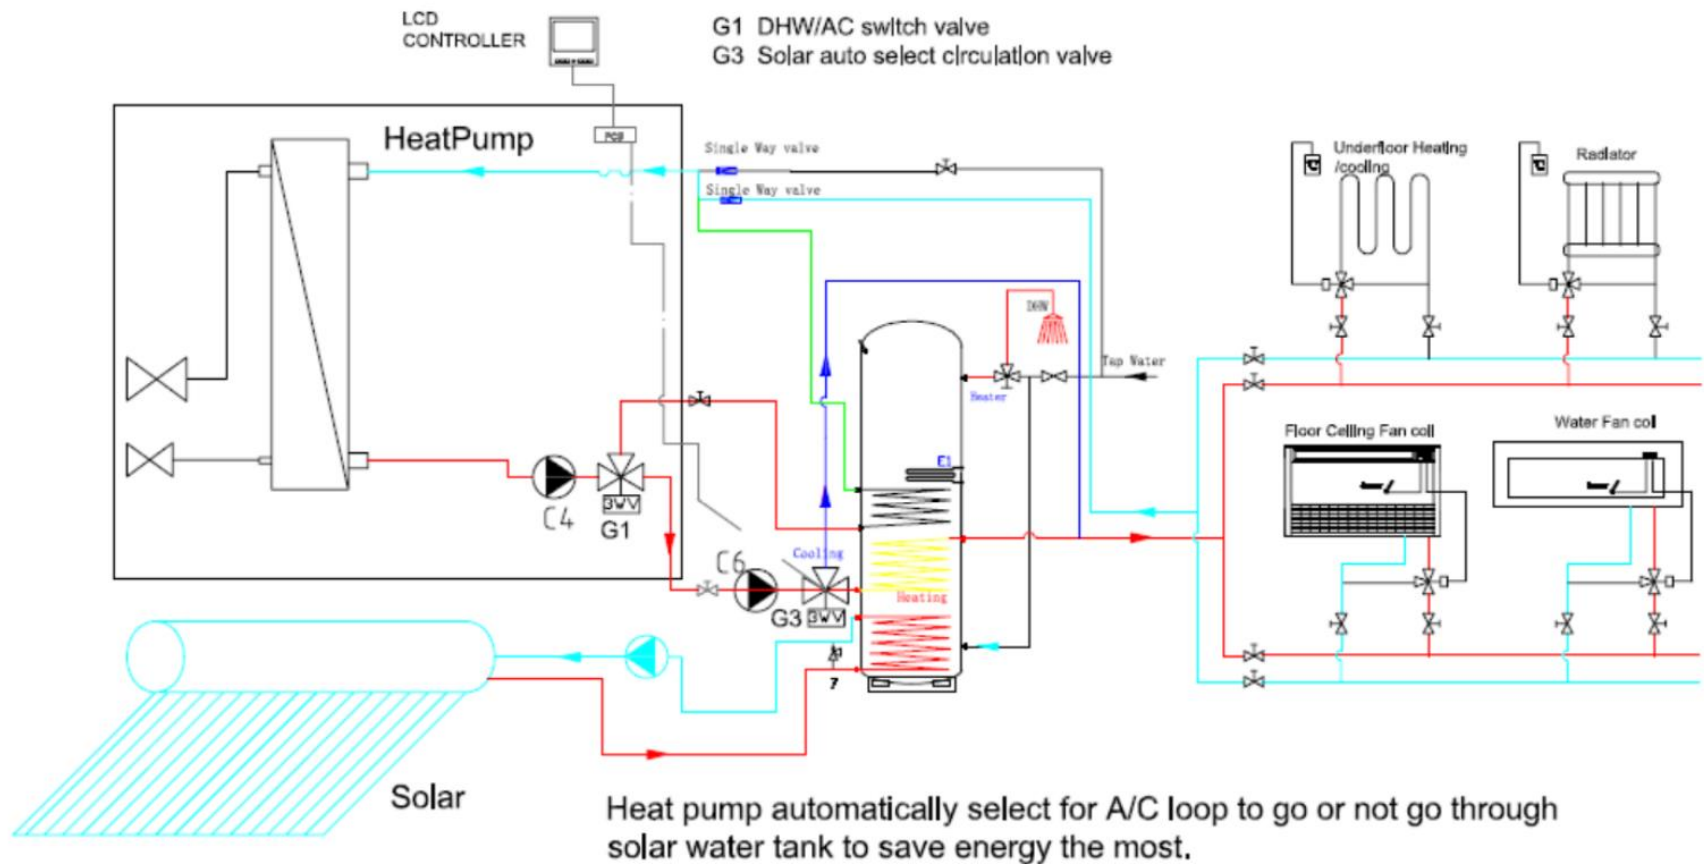 LCD
CONTROLLER
G1 DHW/AC switch valve
G3 Solar auto select circulation valve
HeatPump
PCB
Single Way valve
Single Way valve
Underfloor Heating
/cooling
Radiator
DHW
Tap Water
Heater
Floor Ceiling Fan coil
Water Fan coil
E1
3WV
C4
G1
Cooling
C6
Heating
G3
3WV
7
Solar
Heat pump automatically select for A/C loop to go or not go through
solar water tank to save energy the most.